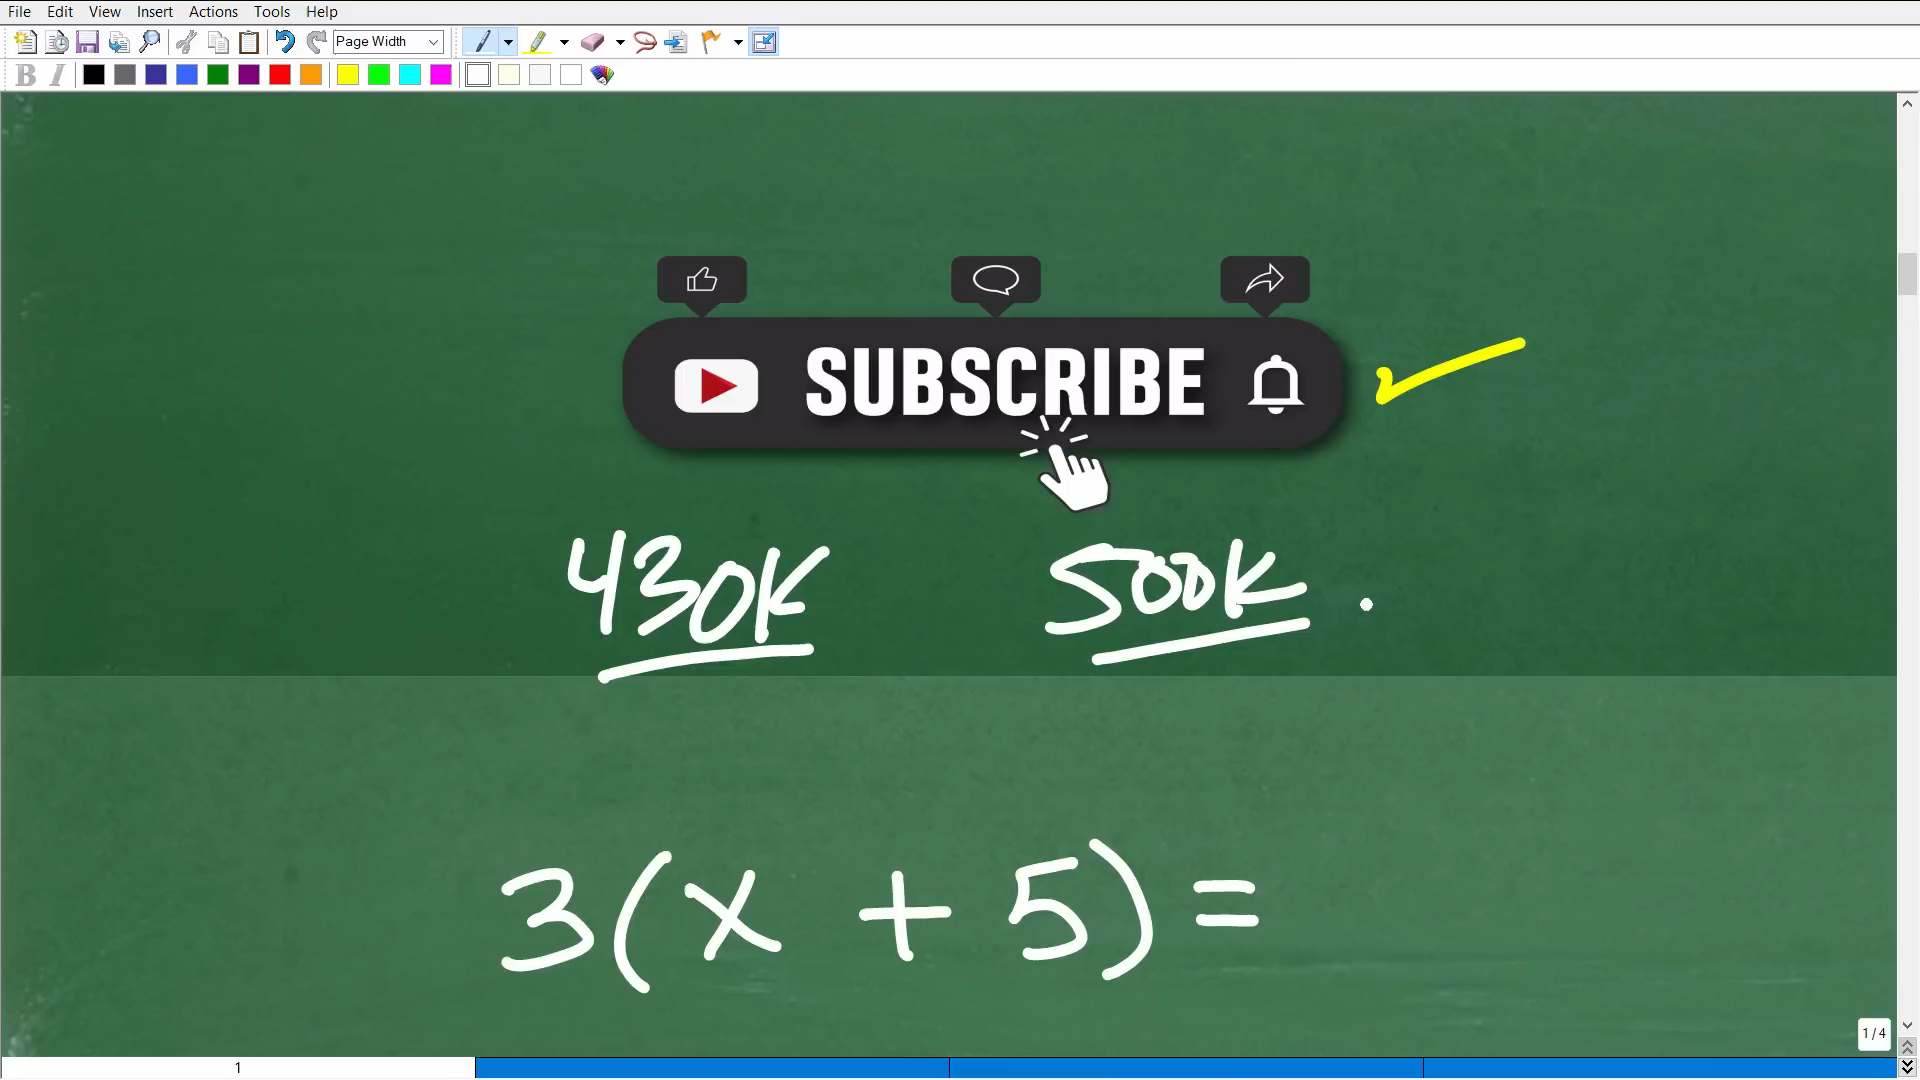 File Edit View Insert Actions Tools Help
Page Width
B I
SUBSCRIBE
430K 500K
3(x + 5) =
1 / 4
1